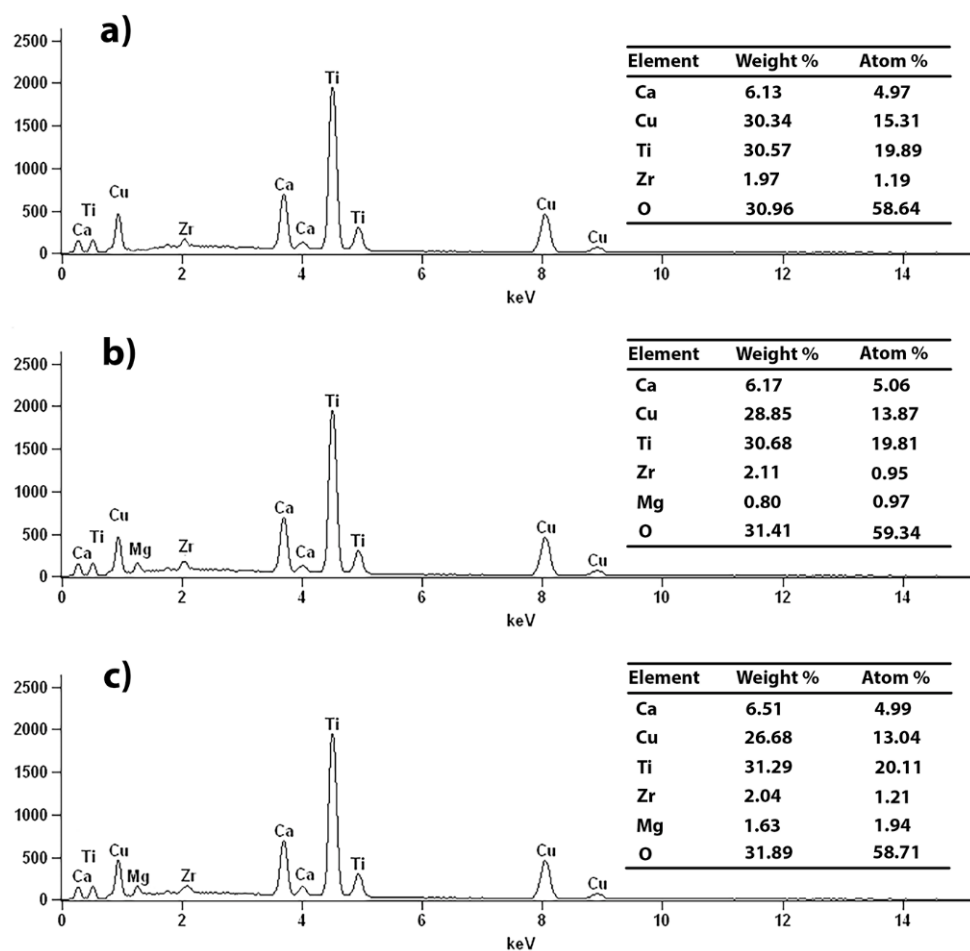 a)
2500
2000
1500
1000
500
0
Ca
Ti
Cu
Zr
Ca
Ca
Ti
Ti
Cu
Cu
0 2 4 6 8 10 12 14
keV
Element Weight % Atom %
Ca 6.13 4.97
Cu 30.34 15.31
Ti 30.57 19.89
Zr 1.97 1.19
O 30.96 58.64
b)
2500
2000
1500
1000
500
0
Ca
Ti
Cu
Mg
Zr
Ca
Ca
Ti
Ti
Cu
Cu
0 2 4 6 8 10 12 14
keV
Element Weight % Atom %
Ca 6.17 5.06
Cu 28.85 13.87
Ti 30.68 19.81
Zr 2.11 0.95
Mg 0.80 0.97
O 31.41 59.34
c)
2500
2000
1500
1000
500
0
Ca
Ti
Cu
Mg
Zr
Ca
Ca
Ti
Ti
Cu
Cu
0 2 4 6 8 10 12 14
keV
Element Weight % Atom %
Ca 6.51 4.99
Cu 26.68 13.04
Ti 31.29 20.11
Zr 2.04 1.21
Mg 1.63 1.94
O 31.89 58.71